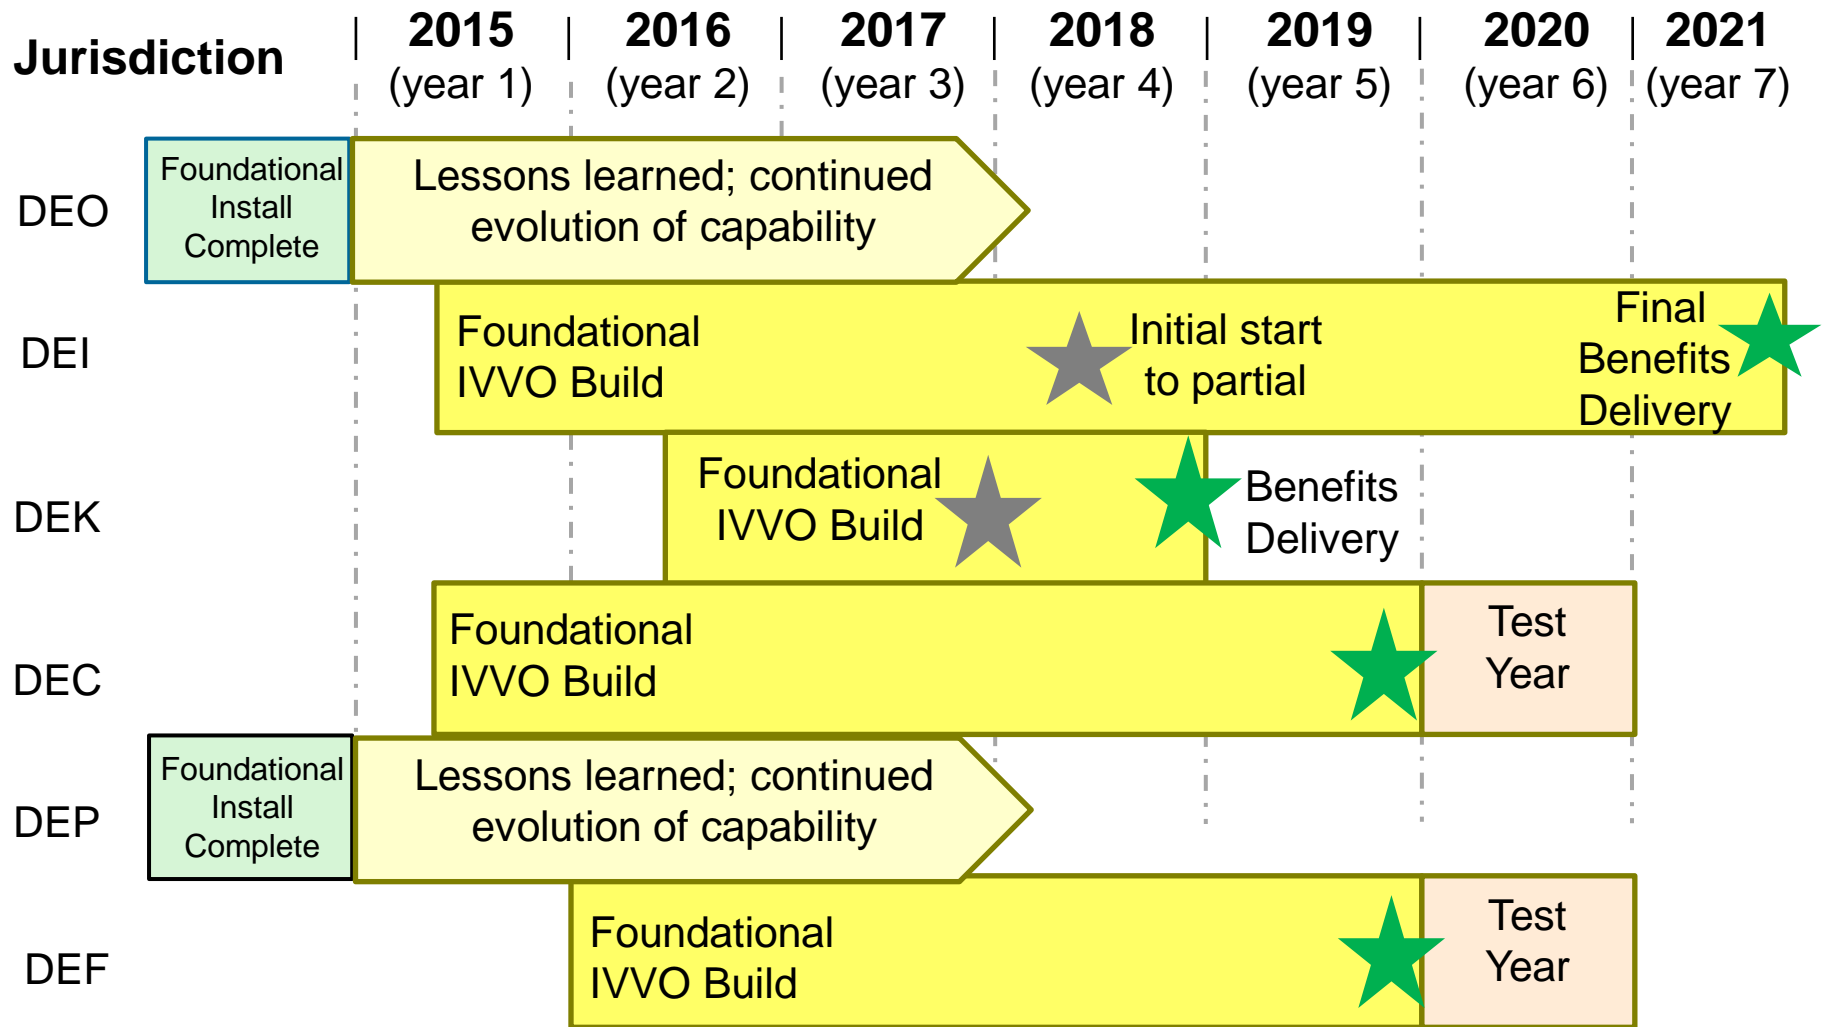 Jurisdiction
2015
(year 1)
2016
(year 2)
2017
(year 3)
2018
(year 4)
2019
(year 5)
2020
(year 6)
2021
(year 7)
DEO
Foundational
Install
Complete
Lessons learned; continued
evolution of capability
DEI
Foundational
IVVO Build
Initial start
to partial
Final
Benefits
Delivery
DEK
Foundational
IVVO Build
Benefits
Delivery
DEC
Foundational
IVVO Build
Test
Year
DEP
Foundational
Install
Complete
Lessons learned; continued
evolution of capability
DEF
Foundational
IVVO Build
Test
Year